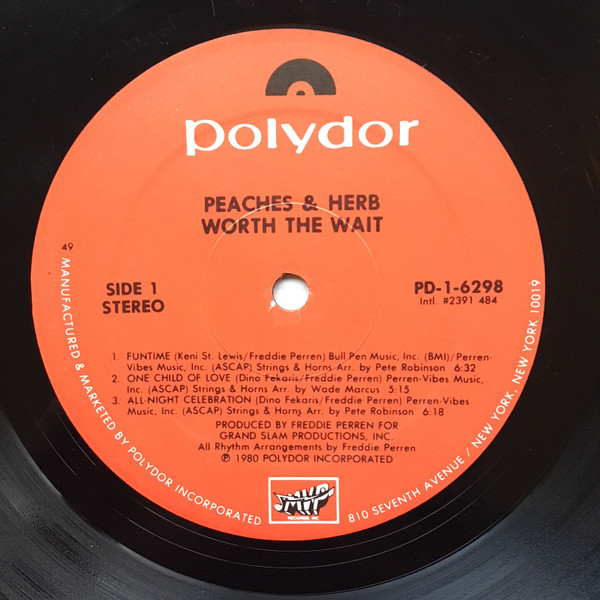 polydor
PEACHES & HERB
WORTH THE WAIT
49
SIDE 1
STEREO
PD-1-6298
Intl. #2391 484
1. FUNTIME (Keni St. Lewis/Freddie Perren) Bull Pen Music, Inc. (BMI)/Perren-
Vibes Music, Inc. (ASCAP) Strings & Horns Arr. by Pete Robinson 6:32
2. ONE CHILD OF LOVE (Dino Fekaris/Freddie Perren) Perren-Vibes Music,
Inc. (ASCAP) Strings & Horns Arr. by Wade Marcus 5:15
3. ALL-NIGHT CELEBRATION (Dino Fekaris/Freddie Perren) Perren-Vibes
Music, Inc. (ASCAP) Strings & Horns Arr. by Pete Robinson 6:18
PRODUCED BY FREDDIE PERREN FOR
GRAND SLAM PRODUCTIONS, INC.
All Rhythm Arrangements by Freddie Perren
℗ 1980 POLYDOR INCORPORATED
MVP
RECORDS, INC
MANUFACTURED & MARKETED BY POLYDOR INCORPORATED
810 SEVENTH AVENUE / NEW YORK, NEW YORK 10019